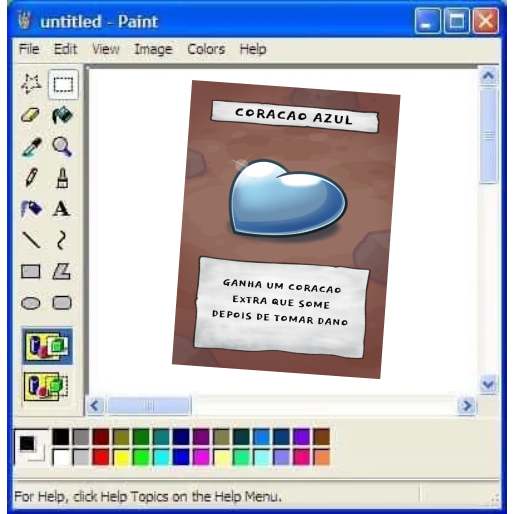 untitled - Paint
File Edit View Image Colors Help
A
CORACAO AZUL
GANHA UM CORACAO
EXTRA QUE SOME
DEPOIS DE TOMAR DANO
For Help, click Help Topics on the Help Menu.